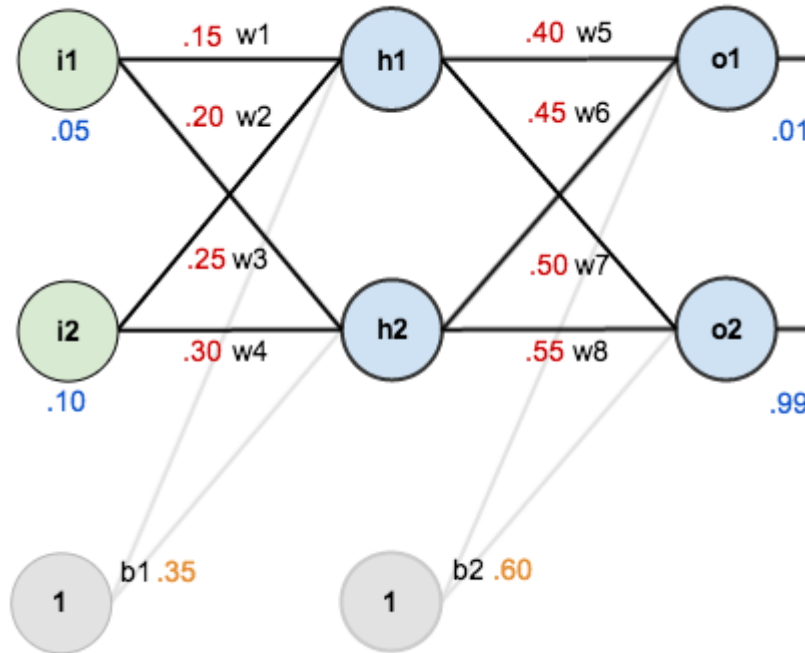 i1 .15 w1 h1 .40 w5 o1
.05 .20 w2 .45 w6 .01
i2 .25 w3 h2 .50 w7 o2
.30 w4 .55 w8
.10 .99
1 b1 .35 1 b2 .60